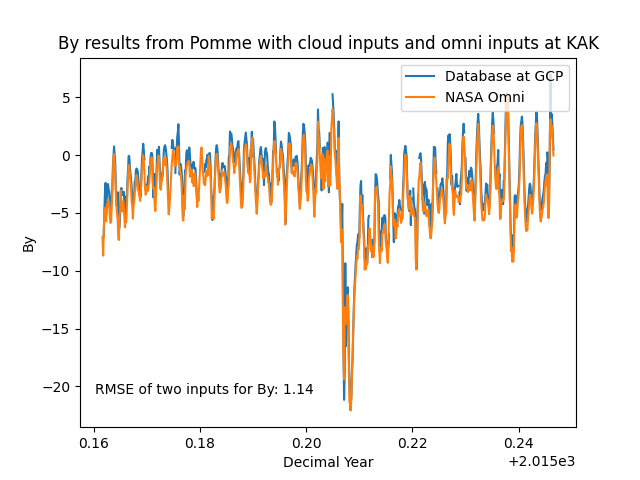 By results from Pomme with cloud inputs and omni inputs at KAK
Database at GCP
NASA Omni
5
0
−5
−10
−15
−20
By
RMSE of two inputs for By: 1.14
0.16
0.18
0.20
0.22
0.24
Decimal Year
+2.015e3